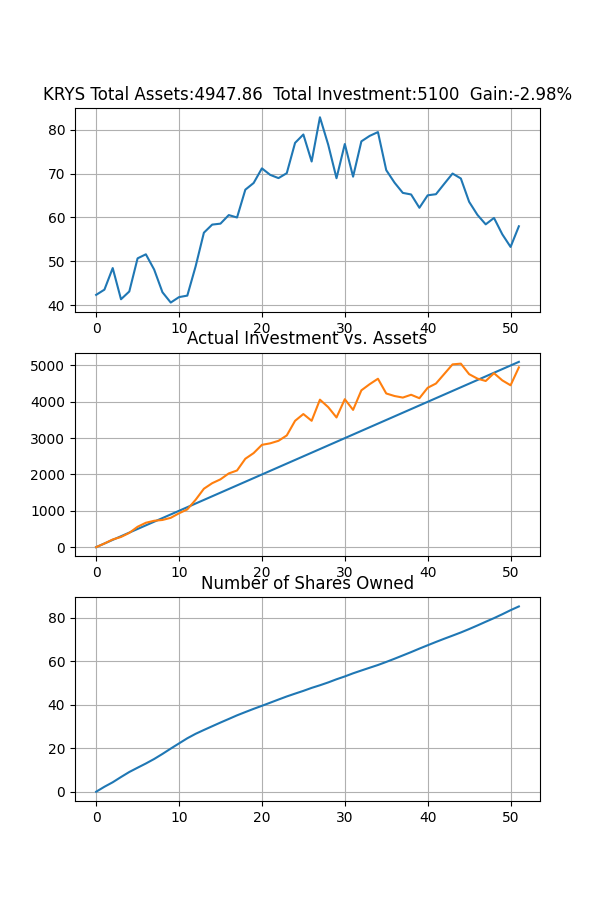 KRYS Total Assets:4947.86  Total Investment:5100  Gain:-2.98%
80
70
60
50
40
0 10 20 30 40 50
Actual Investment vs. Assets
5000
4000
3000
2000
1000
0
0 10 20 30 40 50
Number of Shares Owned
80
60
40
20
0
0 10 20 30 40 50